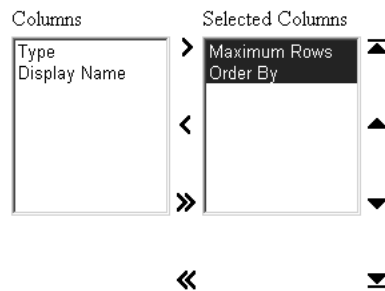 Columns
Selected Columns
Type
Display Name
Maximum Rows
Order By